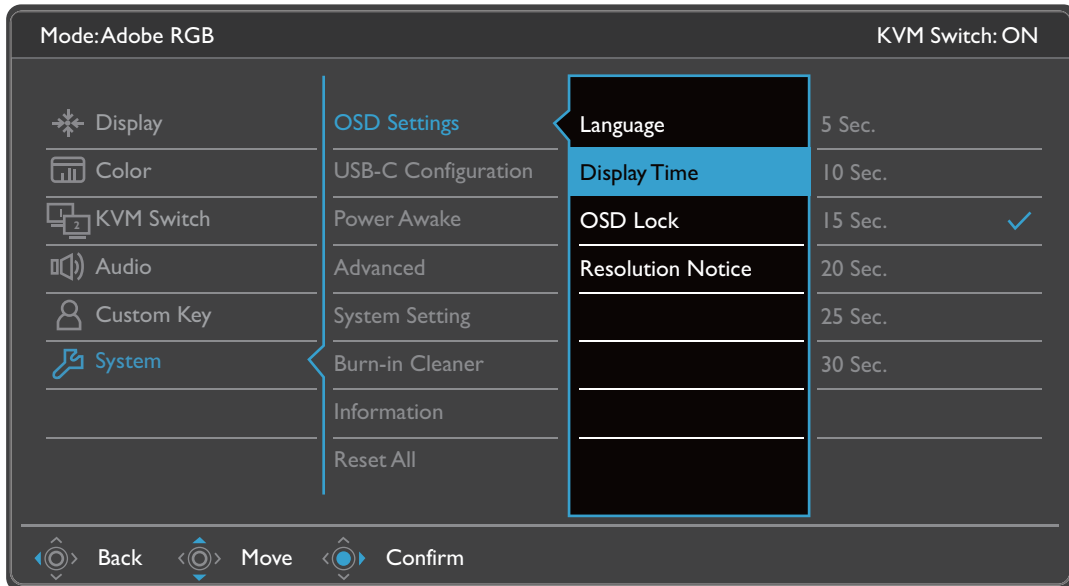 Mode: Adobe RGB
KVM Switch: ON
Display
Color
1
2
KVM Switch
Audio
Custom Key
System
OSD Settings
USB-C Configuration
Power Awake
Advanced
System Setting
Burn-in Cleaner
Information
Reset All
Language
Display Time
OSD Lock
Resolution Notice
5 Sec.
10 Sec.
15 Sec.
20 Sec.
25 Sec.
30 Sec.
Back
Move
Confirm